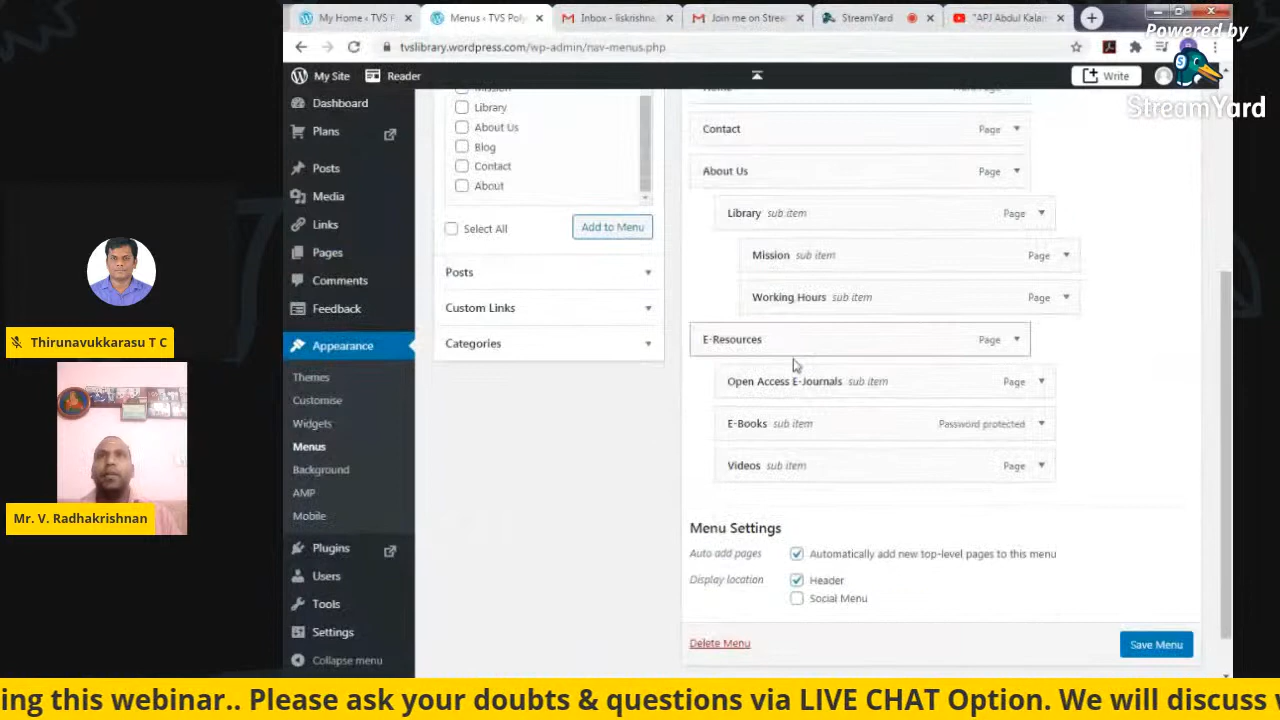 My Home ‹ TVS P
Menus ‹ TVS Poly
Inbox - liskrishna
Join me on Strea
StreamYard
"APJ Abdul Kalam
Powered by
StreamYard
tvslibrary.wordpress.com/wp-admin/nav-menus.php
My Site
Reader
Write
Dashboard
Plans
Posts
Media
Links
Pages
Comments
Feedback
Appearance
Themes
Customise
Widgets
Menus
Background
AMP
Mobile
Plugins
Users
Tools
Settings
Collapse menu
Mission
Library
About Us
Blog
Contact
About
Select All
Add to Menu
Posts
Custom Links
Categories
Contact Page
About Us Page
Library sub item Page
Mission sub item Page
Working Hours sub item Page
E-Resources Page
Open Access E-Journals sub item Page
E-Books sub item Password protected
Videos sub item Page
Menu Settings
Auto add pages Automatically add new top-level pages to this menu
Display location Header
Social Menu
Delete Menu
Save Menu
Thirunavukkarasu T C
Mr. V. Radhakrishnan
ing this webinar.. Please ask your doubts & questions via LIVE CHAT Option. We will discuss